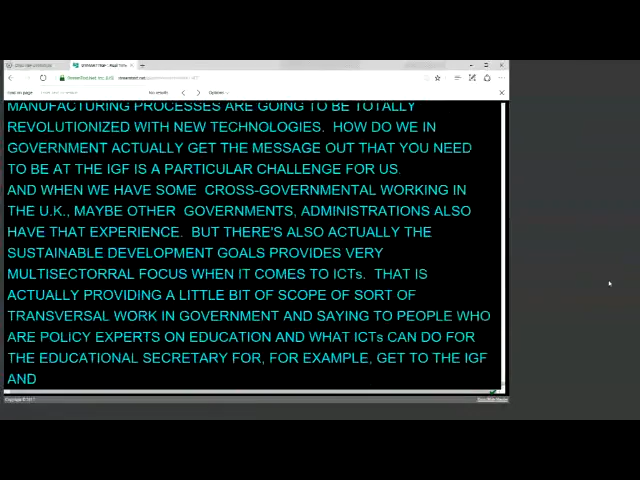 No results
Options
MANUFACTURING PROCESSES ARE GOING TO BE TOTALLY
REVOLUTIONIZED WITH NEW TECHNOLOGIES. HOW DO WE IN
GOVERNMENT ACTUALLY GET THE MESSAGE OUT THAT YOU NEED
TO BE AT THE IGF IS A PARTICULAR CHALLENGE FOR US.
AND WHEN WE HAVE SOME CROSS-GOVERNMENTAL WORKING IN
THE U.K., MAYBE OTHER GOVERNMENTS, ADMINISTRATIONS ALSO
HAVE THAT EXPERIENCE. BUT THERE'S ALSO ACTUALLY THE
SUSTAINABLE DEVELOPMENT GOALS PROVIDES VERY
MULTISECTORRAL FOCUS WHEN IT COMES TO ICTs. THAT IS
ACTUALLY PROVIDING A LITTLE BIT OF SCOPE OF SORT OF
TRANSVERSAL WORK IN GOVERNMENT AND SAYING TO PEOPLE WHO
ARE POLICY EXPERTS ON EDUCATION AND WHAT ICTs CAN DO FOR
THE EDUCATIONAL SECRETARY FOR, FOR EXAMPLE, GET TO THE IGF
AND